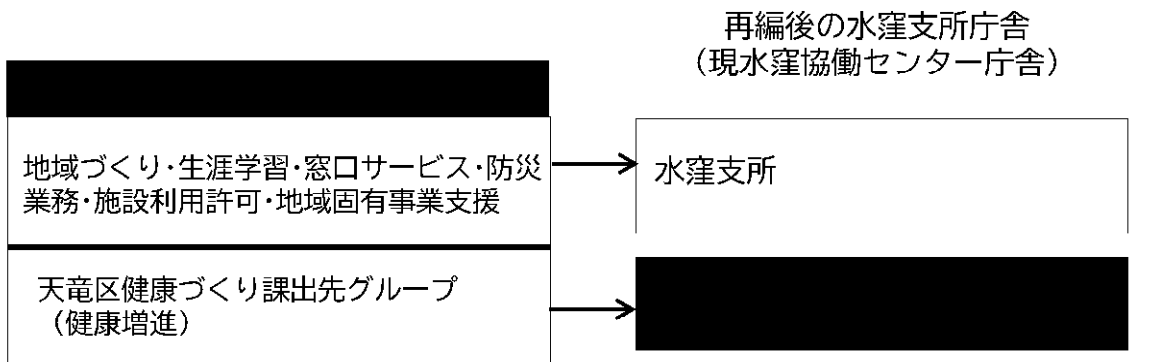 再編後の水窪支所庁舎
（現水窪協働センター庁舎）
地域づくり･生涯学習･窓口サービス･防災
業務･施設利用許可･地域固有事業支援
水窪支所
天竜区健康づくり課出先グループ
（健康増進）